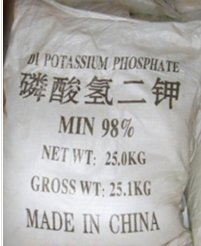 DI POTASSIUM PHOSPHATE
磷酸氢二钾
MIN 98%
NET WT: 25.0KG
GROSS WT: 25.1KG
MADE IN CHINA